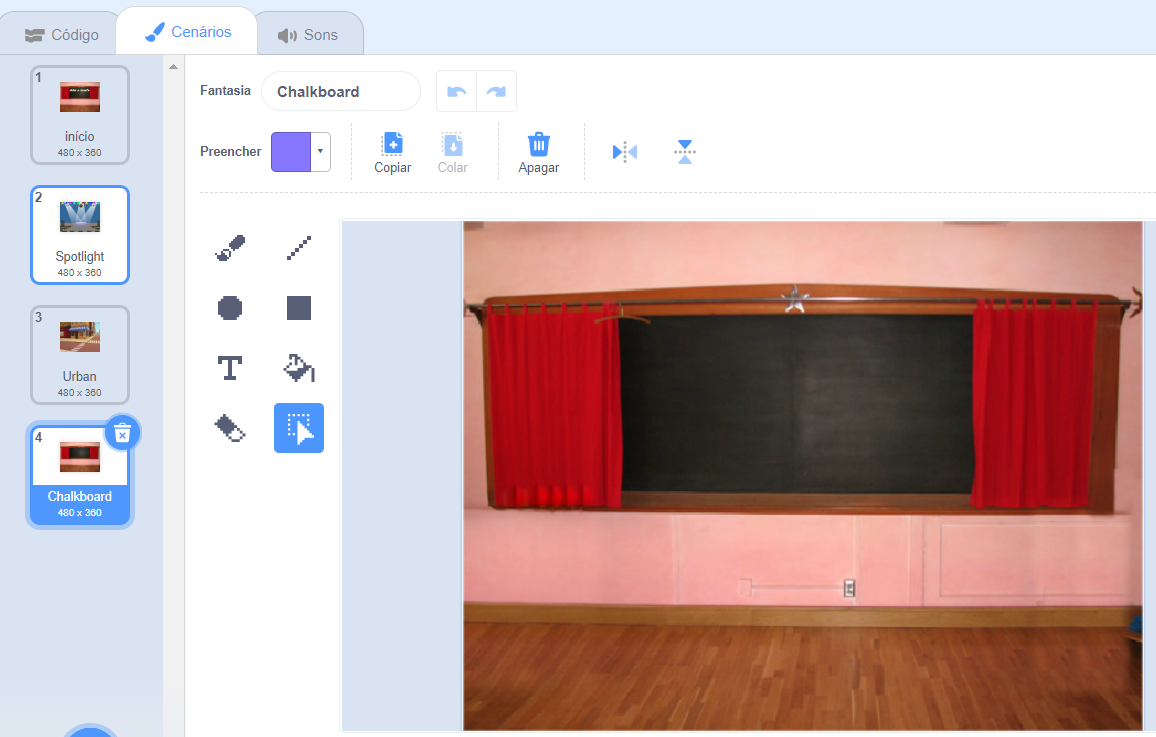 Código
Cenários
Sons
1
início
480 x 360
2
Spotlight
480 x 360
3
Urban
480 x 360
4
Chalkboard
480 x 360
Fantasia
Chalkboard
Preencher
Copiar
Colar
Apagar